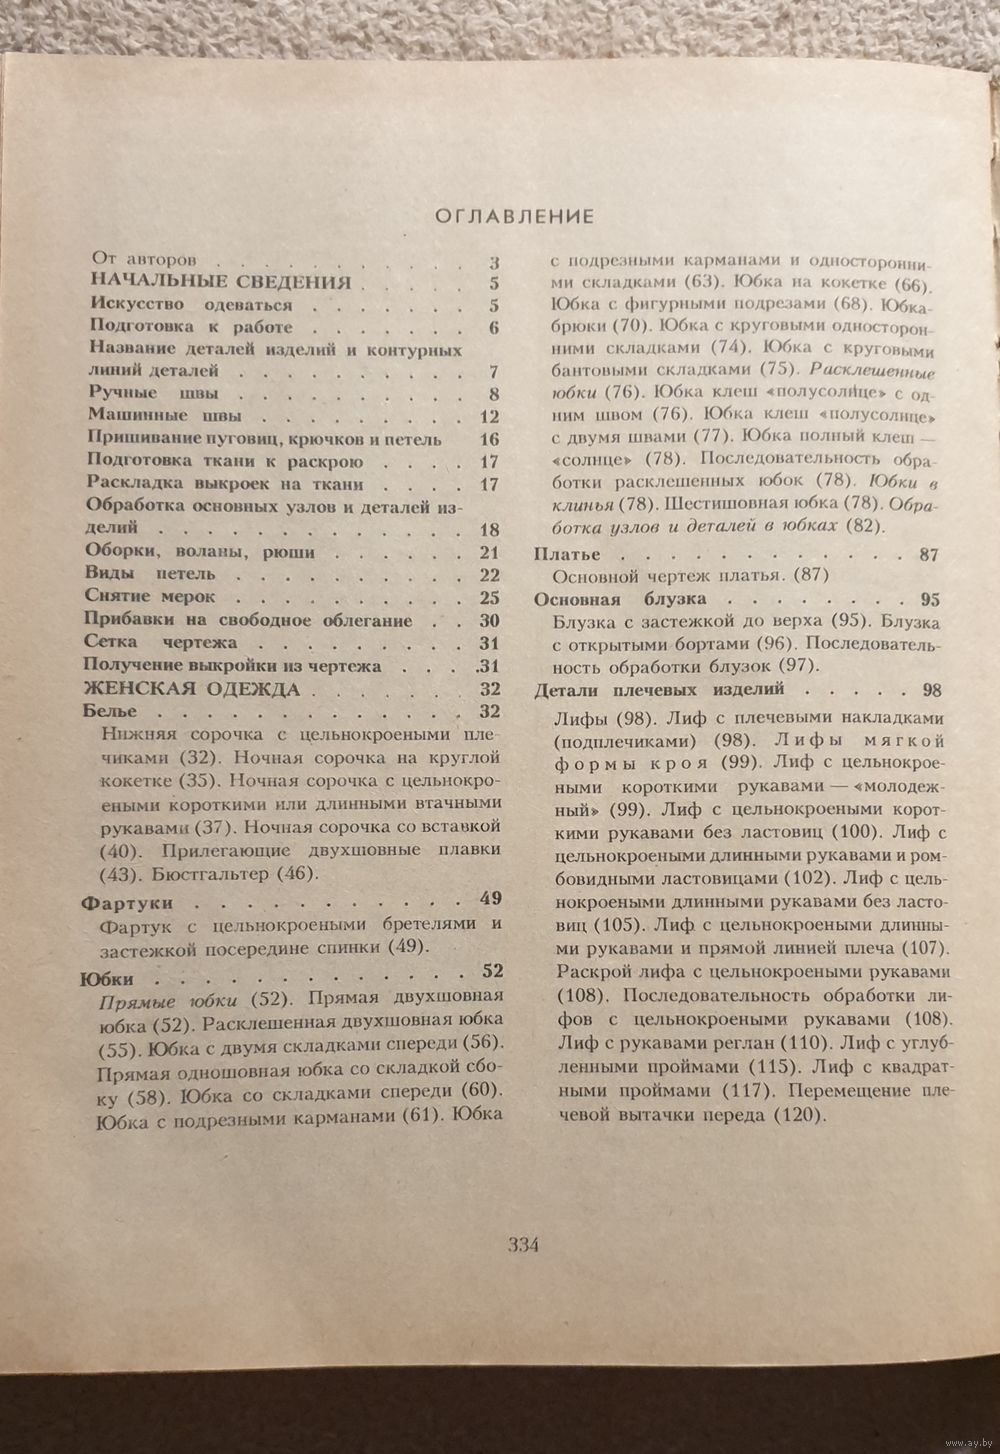 ОГЛАВЛЕНИЕ
От авторов . . . . . . . . . . . 3
НАЧАЛЬНЫЕ СВЕДЕНИЯ . . . . . 5
Искусство одеваться . . . . . . . 5
Подготовка к работе . . . . . . . 6
Название деталей изделий и контурных
линий деталей . . . . . . . . . . 7
Ручные швы . . . . . . . . . . 8
Машинные швы . . . . . . . . . 12
Пришивание пуговиц, крючков и петель 16
Подготовка ткани к раскрою . . . . 17
Раскладка выкроек на ткани . . . . 17
Обработка основных узлов и деталей из-
делий . . . . . . . . . . . . . 18
Оборки, воланы, рюши . . . . . . 21
Виды петель . . . . . . . . . . 22
Снятие мерок . . . . . . . . . . 25
Прибавки на свободное облегание . . 30
Сетка чертежа . . . . . . . . . 31
Получение выкройки из чертежа . . . .31
ЖЕНСКАЯ ОДЕЖДА . . . . . . . 32
Белье . . . . . . . . . . . . . 32
Нижняя сорочка с цельнокроеными пле-
чиками (32). Ночная сорочка на круглой
кокетке (35). Ночная сорочка с цельнокро-
еными короткими или длинными втачными
рукавами (37). Ночная сорочка со вставкой
(40). Прилегающие двухшовные плавки
(43). Бюстгальтер (46).
Фартуки . . . . . . . . . . . . 49
Фартук с цельнокроеными бретелями и
застежкой посередине спинки (49).
Юбки . . . . . . . . . . . . . 52
Прямые юбки (52). Прямая двухшовная
юбка (52). Расклешенная двухшовная юбка
(55). Юбка с двумя складками спереди (56).
Прямая одношовная юбка со складкой сбо-
ку (58). Юбка со складками спереди (60).
Юбка с подрезными карманами (61). Юбка
с подрезными карманами и односторонни-
ми складками (63). Юбка на кокетке (66).
Юбка с фигурными подрезами (68). Юбка-
брюки (70). Юбка с круговыми односторон-
ними складками (74). Юбка с круговыми
бантовыми складками (75). Расклешенные
юбки (76). Юбка клеш «полусолнце» с од-
ним швом (76). Юбка клеш «полусолнце»
с двумя швами (77). Юбка полный клеш —
«солнце» (78). Последовательность обра-
ботки расклешенных юбок (78). Юбки в
клинья (78). Шестишовная юбка (78). Обра-
ботка узлов и деталей в юбках (82).
Платье . . . . . . . . . . . . 87
Основной чертеж платья. (87)
Основная блузка . . . . . . . . 95
Блузка с застежкой до верха (95). Блузка
с открытыми бортами (96). Последователь-
ность обработки блузок (97).
Детали плечевых изделий . . . . . 98
Лифы (98). Лиф с плечевыми накладками
(подплечиками) (98). Лифы мягкой
формы кроя (99). Лиф с цельнокрое-
ными короткими рукавами — «молодеж-
ный» (99). Лиф с цельнокроеными корот-
кими рукавами без ластовиц (100). Лиф с
цельнокроеными длинными рукавами и ром-
бовидными ластовицами (102). Лиф с цель-
нокроеными длинными рукавами без ласто-
виц (105). Лиф с цельнокроеными длинны-
ми рукавами и прямой линией плеча (107).
Раскрой лифа с цельнокроеными рукавами
(108). Последовательность обработки ли-
фов с цельнокроеными рукавами (108).
Лиф с рукавами реглан (110). Лиф с углуб-
ленными проймами (115). Лиф с квадрат-
ными проймами (117). Перемещение пле-
чевой вытачки переда (120).
334
www.ay.by